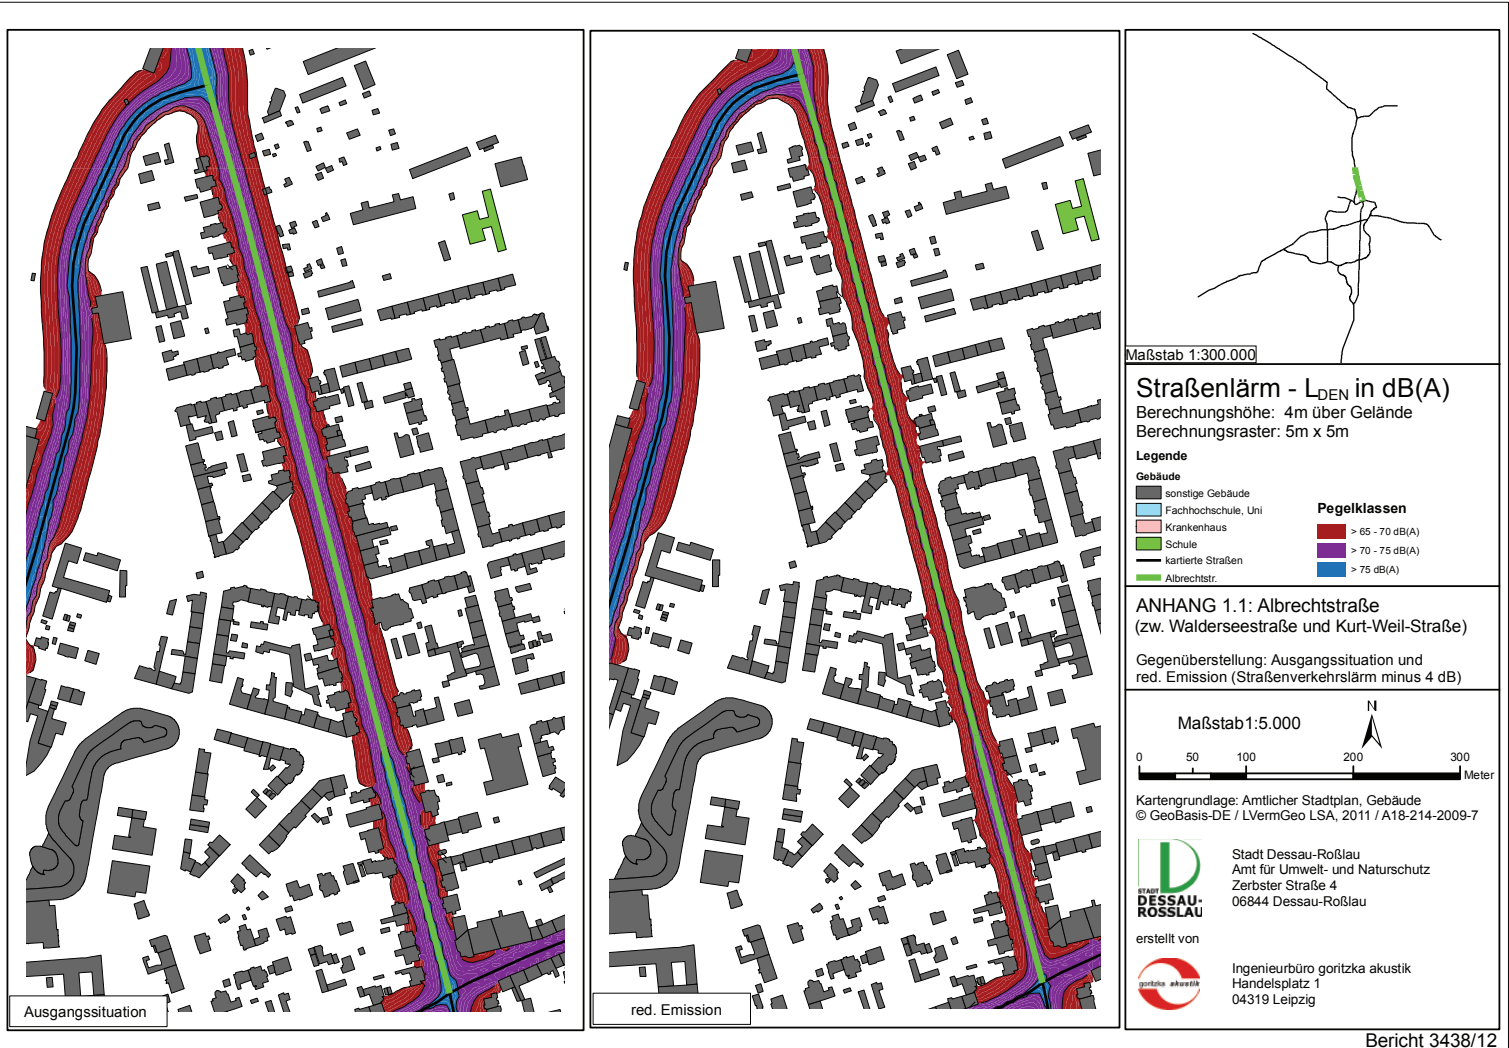 Ausgangssituation
red. Emission
Maßstab 1:300.000
Straßenlärm - LDEN in dB(A)
Berechnungshöhe: 4m über Gelände
Berechnungsraster: 5m x 5m
Legende
Gebäude
sonstige Gebäude
Fachhochschule, Uni
Krankenhaus
Schule
kartierte Straßen
Albrechtstr.
Pegelklassen
> 65 - 70 dB(A)
> 70 - 75 dB(A)
> 75 dB(A)
ANHANG 1.1: Albrechtstraße
(zw. Walderseestraße und Kurt-Weil-Straße)
Gegenüberstellung: Ausgangssituation und
red. Emission (Straßenverkehrslärm minus 4 dB)
Maßstab1:5.000
N
0 50 100 200 300
Meter
Kartengrundlage: Amtlicher Stadtplan, Gebäude
© GeoBasis-DE / LVermGeo LSA, 2011 / A18-214-2009-7
STADT
DESSAU-
ROSSLAU
Stadt Dessau-Roßlau
Amt für Umwelt- und Naturschutz
Zerbster Straße 4
06844 Dessau-Roßlau
erstellt von
goritzka akustik
Ingenieurbüro goritzka akustik
Handelsplatz 1
04319 Leipzig
Bericht 3438/12